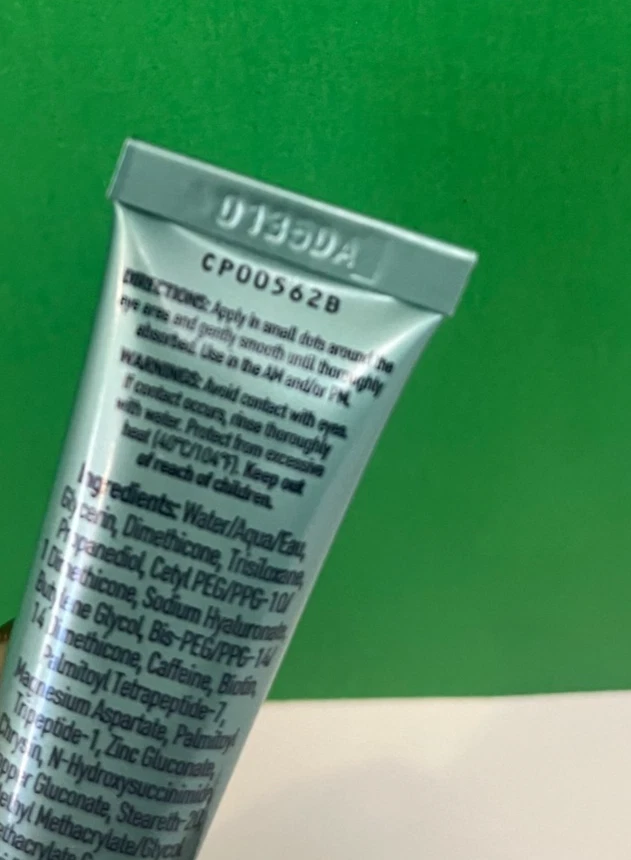 CP00562B
DIRECTIONS: Apply in small dots around the
eye area and gently smooth until thoroughly
absorbed. Use in the AM and/or PM.
WARNINGS: Avoid contact with eyes.
If contact occurs, rinse thoroughly
with water. Protect from excessive
heat (40°C/104°F). Keep out
of reach of children.
Ingredients: Water/Aqua/Eau,
Glycerin, Dimethicone, Trisiloxane,
Propanediol, Cetyl PEG/PPG-10/
1 Dimethicone, Sodium Hyaluronate,
Butylene Glycol, Bis-PEG/PPG-14/
14 Dimethicone, Caffeine, Biotin,
Palmitoyl Tetrapeptide-7,
Magnesium Aspartate, Palmitoyl
Tripeptide-1, Zinc Gluconate,
Chrysin, N-Hydroxysuccinimide,
Copper Gluconate, Steareth-20,
Methyl Methacrylate/Glycol